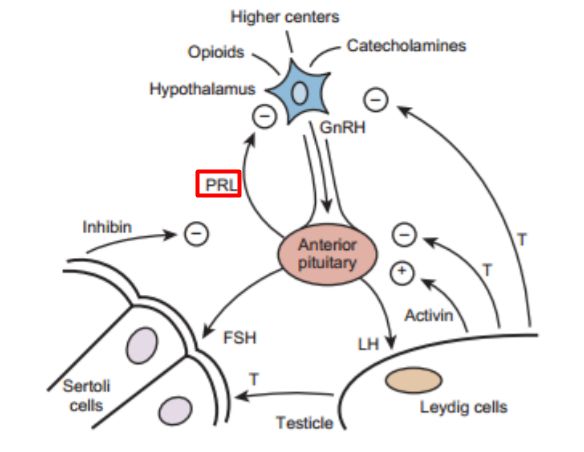 Higher centers
Opioids
Catecholamines
Hypothalamus
−
−
GnRH
PRL
Inhibin
−
−
T
Anterior
pituitary
T
+
Activin
FSH
LH
T
Sertoli
cells
Leydig cells
Testicle